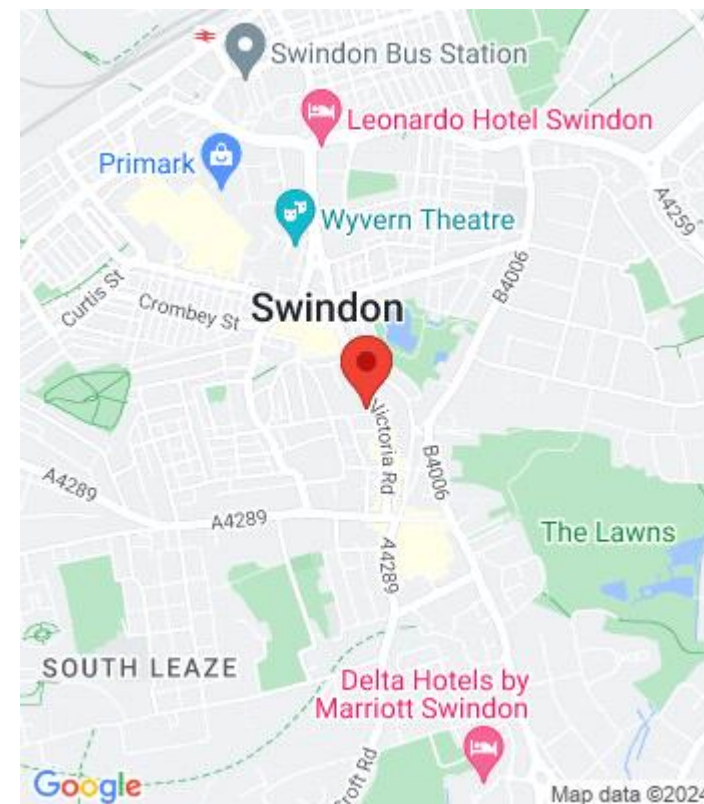 Swindon Bus Station
Leonardo Hotel Swindon
Primark
A4259
Wyvern Theatre
B4006
Curtis St
Crombey St
Swindon
Victoria Rd
B4006
A4289
A4289
The Lawns
A4289
SOUTH LEAZE
Delta Hotels by
Marriott Swindon
Google
Map data ©2024